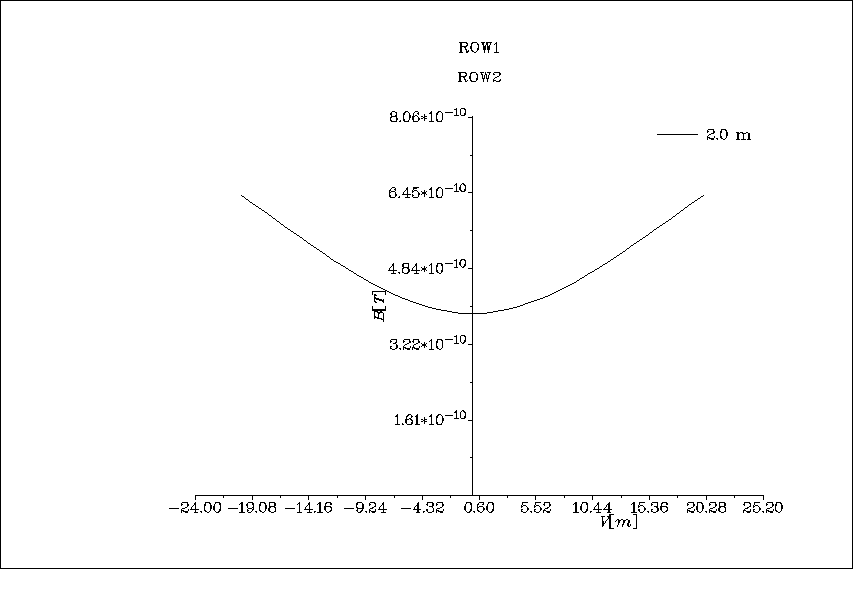 ROW1
ROW2
8.06*10^-10
2.0 m
6.45*10^-10
4.84*10^-10
B[T]
3.22*10^-10
1.61*10^-10
-24.00 -19.08 -14.16 -9.24 -4.32 0.60 5.52 10.44 15.36 20.28 25.20
V[m]